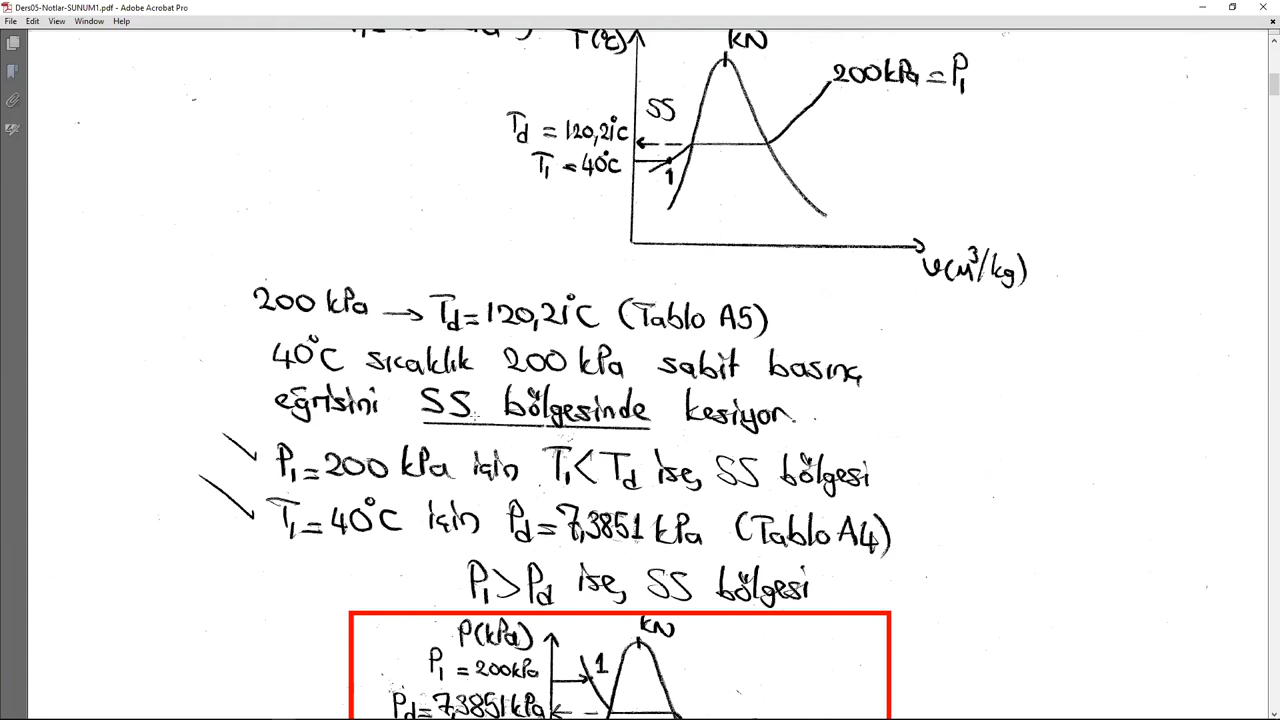 Ders05-Notlar-SUNUM1.pdf - Adobe Acrobat Pro
File Edit View Window Help
T(°C)
KN
200 kPa = P1
SS
Td = 120,21°C
T1 = 40°C
1
v(m³/kg)
200 kPa → Td = 120,21°C (Tablo A5)
40°C sıcaklık 200 kPa sabit basınç
eğrisini SS bölgesinde kesiyor.
P1 = 200 kPa için T1 < Td ise, SS bölgesi
T1 = 40°C için Pd = 7,3851 kPa (Tablo A4)
P1 > Pd ise, SS bölgesi
P(kPa)
KN
P1 = 200 kPa
1
Pd = 7,3851 kPa